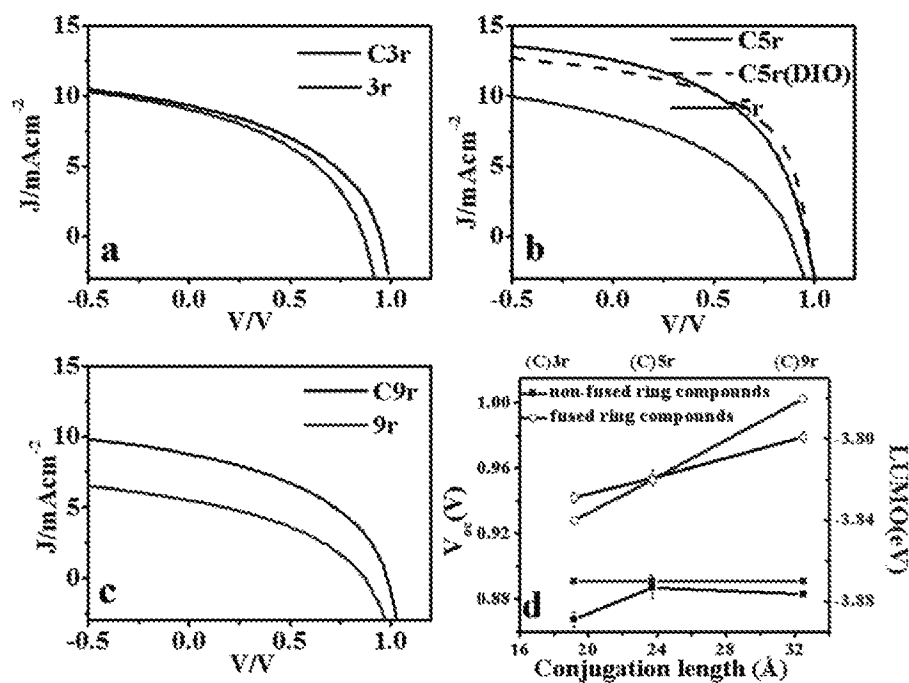 15
C3r
3r
10
J/mAcm-2
5
0
a
-0.5
0.0
0.5
1.0
V/V
15
C5r
C5r(DIO)
5r
10
J/mAcm-2
5
0
b
-0.5
0.0
0.5
1.0
V/V
15
C9r
9r
10
J/mAcm-2
5
0
c
-0.5
0.0
0.5
1.0
V/V
(C)3r (C)5r (C)9r
non-fused ring compounds
fused ring compounds
1.00
0.96
0.92
0.88
Voc(V)
-3.80
-3.84
-3.88
LUMO(eV)
d
16 20 24 28 32
Conjugation length (Å)